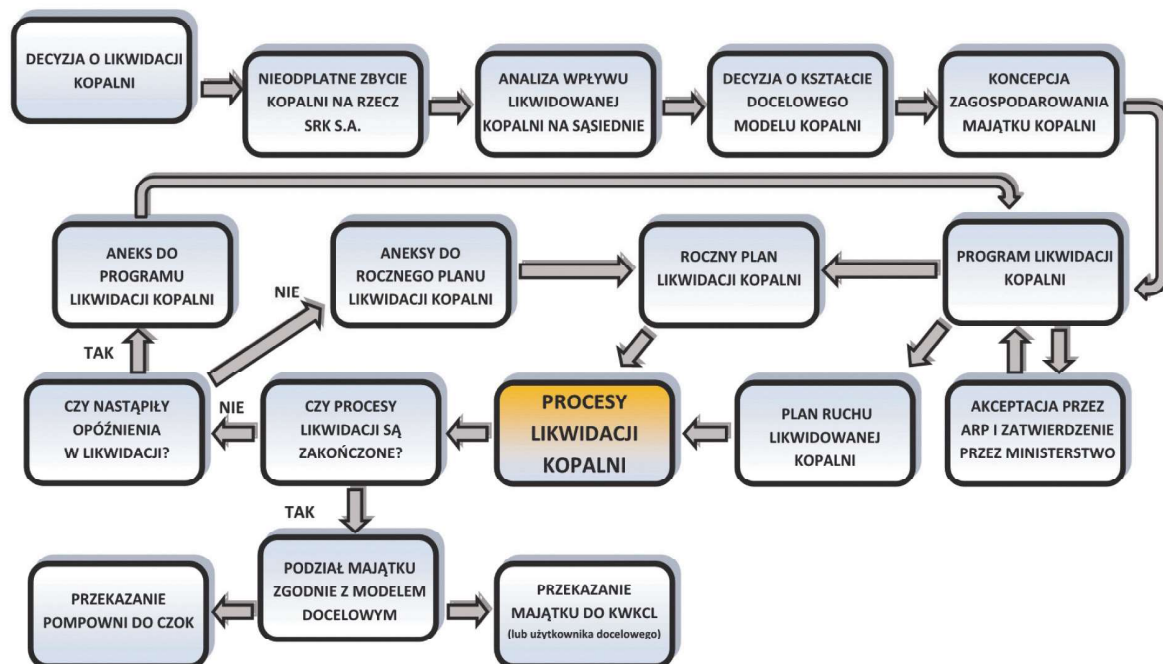 DECYZJA O LIKWIDACJI
KOPALNI
NIEODPŁATNE ZBYCIE
KOPALNI NA RZECZ
SRK S.A.
ANALIZA WPŁYWU
LIKWIDOWANEJ
KOPALNI NA SĄSIEDNIE
DECYZJA O KSZTAŁCIE
DOCELOWEGO
MODELU KOPALNI
KONCEPCJA
ZAGOSPODAROWANIA
MAJĄTKU KOPALNI
ANEKS DO
PROGRAMU
LIKWIDACJI KOPALNI
NIE
ANEKSY DO
ROCZNEGO PLANU
LIKWIDACJI KOPALNI
ROCZNY PLAN
LIKWIDACJI KOPALNI
PROGRAM LIKWIDACJI
KOPALNI
TAK
CZY NASTĄPIŁY
OPÓŹNIENIA
W LIKWIDACJI?
NIE
CZY PROCESY
LIKWIDACJI SĄ
ZAKOŃCZONE?
PROCESY
LIKWIDACJI
KOPALNI
PLAN RUCHU
LIKWIDOWANEJ
KOPALNI
AKCEPTACJA PRZEZ
ARP I ZATWIERDZENIE
PRZEZ MINISTERSTWO
TAK
PRZEKAZANIE
POMPOWNI DO CZOK
PODZIAŁ MAJĄTKU
ZGODNIE Z MODELEM
DOCELOWYM
PRZEKAZANIE
MAJĄTKU DO KWKCL
(lub użytkownika docelowego)